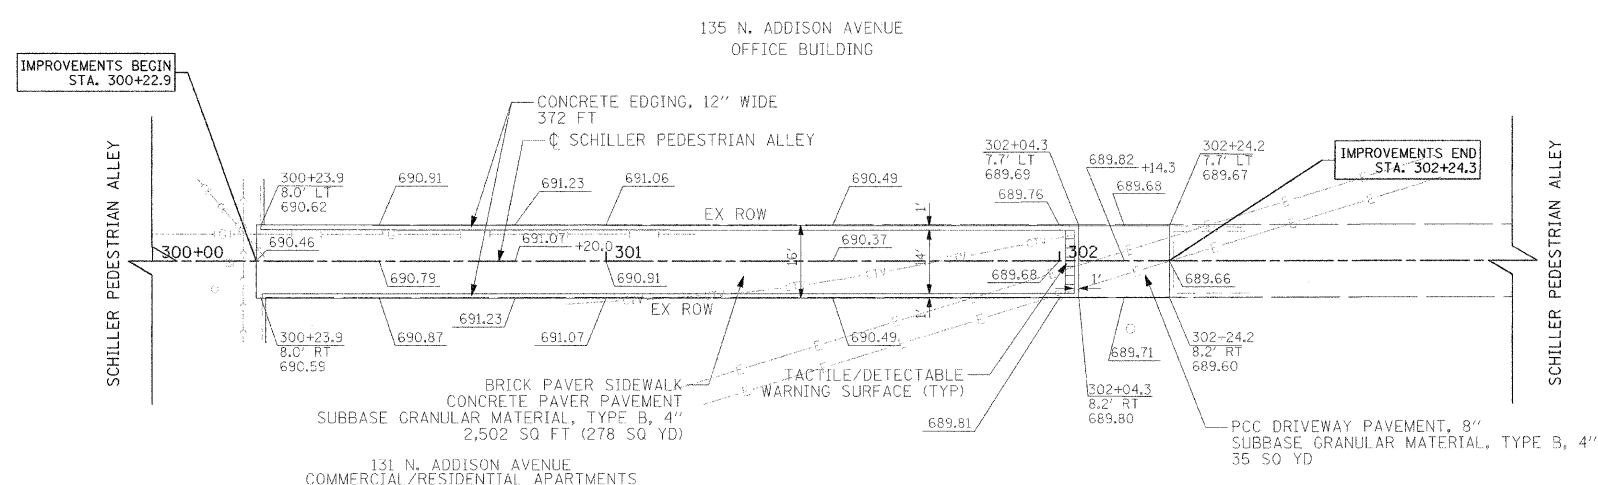 135 N. ADDISON AVENUE
OFFICE BUILDING
IMPROVEMENTS BEGIN
STA. 300+22.9
CONCRETE EDGING, 12" WIDE
372 FT
℄ SCHILLER PEDESTRIAN ALLEY
SCHILLER PEDESTRIAN ALLEY
300+23.9
8.0' LT
690.62
690.91
691.23
691.06
690.49
302+04.3
7.7' LT
689.69
689.76
689.82
+14.3
689.68
302+24.2
7.7' LT
689.67
IMPROVEMENTS END
STA. 302+24.3
SCHILLER PEDESTRIAN ALLEY
EX ROW
1'
300+00
690.46
691.07
+20.0
301
16'
690.37
14'
302
690.79
690.91
689.68
1'
689.66
EX ROW
1'
300+23.9
8.0' RT
690.59
690.87
691.23
691.07
690.49
689.71
302+24.2
8.2' RT
689.60
302+04.3
8.2' RT
689.80
689.81
BRICK PAVER SIDEWALK
CONCRETE PAVER PAVEMENT
SUBBASE GRANULAR MATERIAL, TYPE B, 4"
2,502 SQ FT (278 SQ YD)
TACTILE/DETECTABLE
WARNING SURFACE (TYP)
PCC DRIVEWAY PAVEMENT, 8"
SUBBASE GRANULAR MATERIAL, TYPE B, 4"
35 SQ YD
131 N. ADDISON AVENUE
COMMERCIAL/RESIDENTIAL APARTMENTS